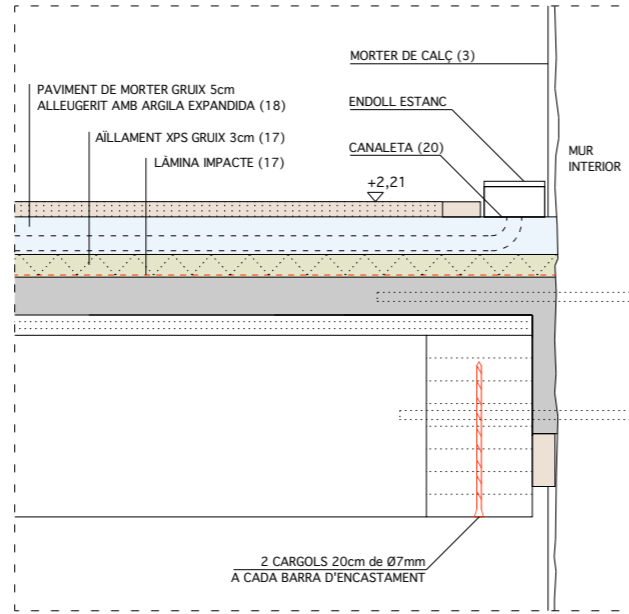 MORTER DE CALÇ (3)
PAVIMENT DE MORTER GRUIX 5cm
ALLEUGERIT AMB ARGILA EXPANDIDA (18)
ENDOLL ESTANC
AÏLLAMENT XPS GRUIX 3cm (17)
CANALETA (20)
MUR
INTERIOR
LÀMINA IMPACTE (17)
+2,21
2 CARGOLS 20cm de Ø7mm
A CADA BARRA D'ENCASTAMENT